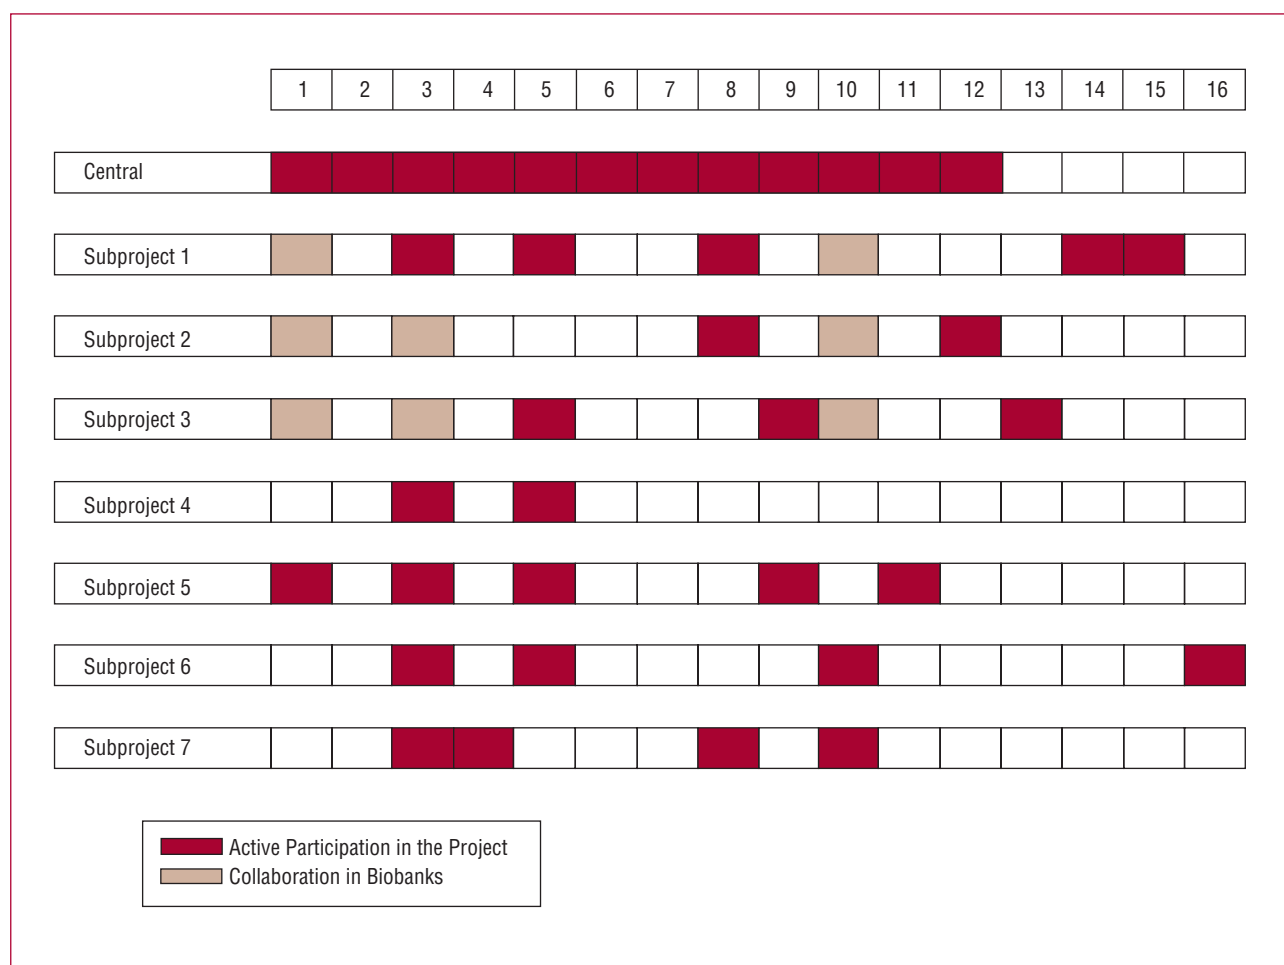 1 2 3 4 5 6 7 8 9 10 11 12 13 14 15 16
Central
Subproject 1
Subproject 2
Subproject 3
Subproject 4
Subproject 5
Subproject 6
Subproject 7
Active Participation in the Project
Collaboration in Biobanks